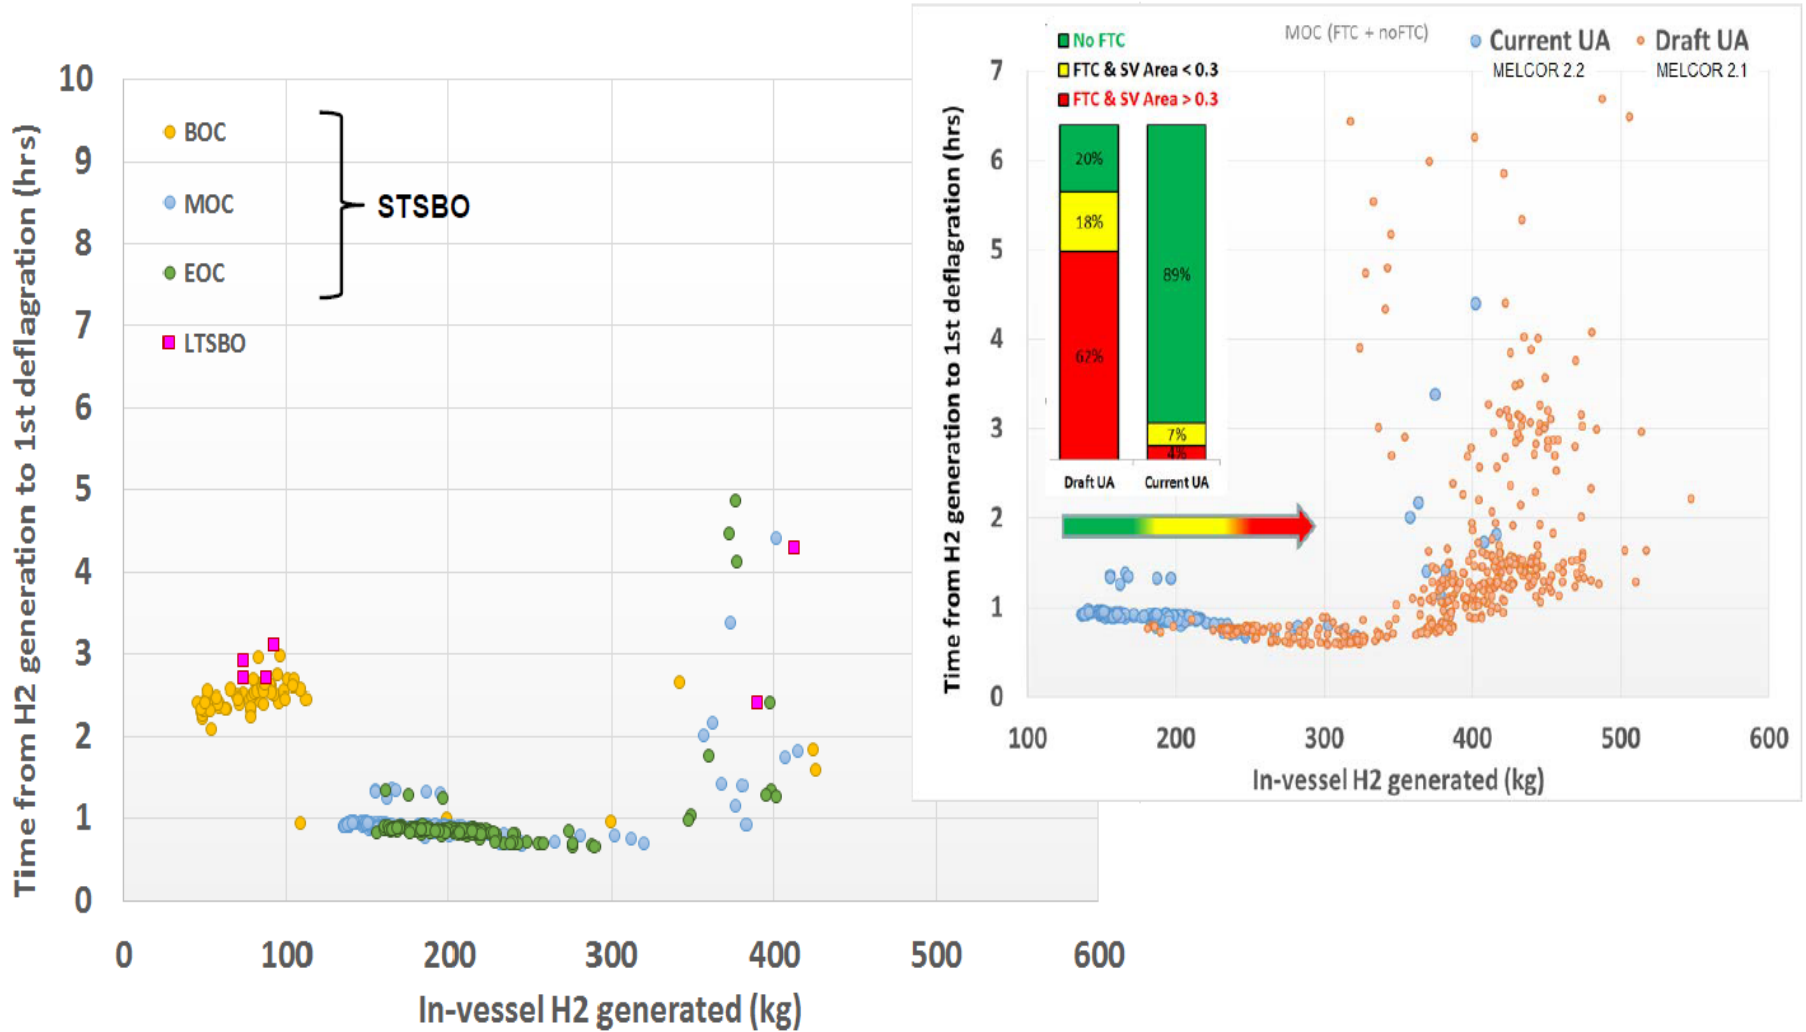 Time from H2 generation to 1st deflagration (hrs)
10
9
8
7
6
5
4
3
2
1
0
BOC
MOC
EOC
STSBO
LTSBO
0 100 200 300 400 500 600
In-vessel H2 generated (kg)
MOC (FTC + noFTC)
Current UA
MELCOR 2.2
Draft UA
MELCOR 2.1
No FTC
FTC & SV Area < 0.3
FTC & SV Area > 0.3
20%
18%
62%
89%
7%
4%
Draft UA Current UA
Time from H2 generation to 1st deflagration (hrs)
7
6
5
4
3
2
1
0
100 200 300 400 500 600
In-vessel H2 generated (kg)